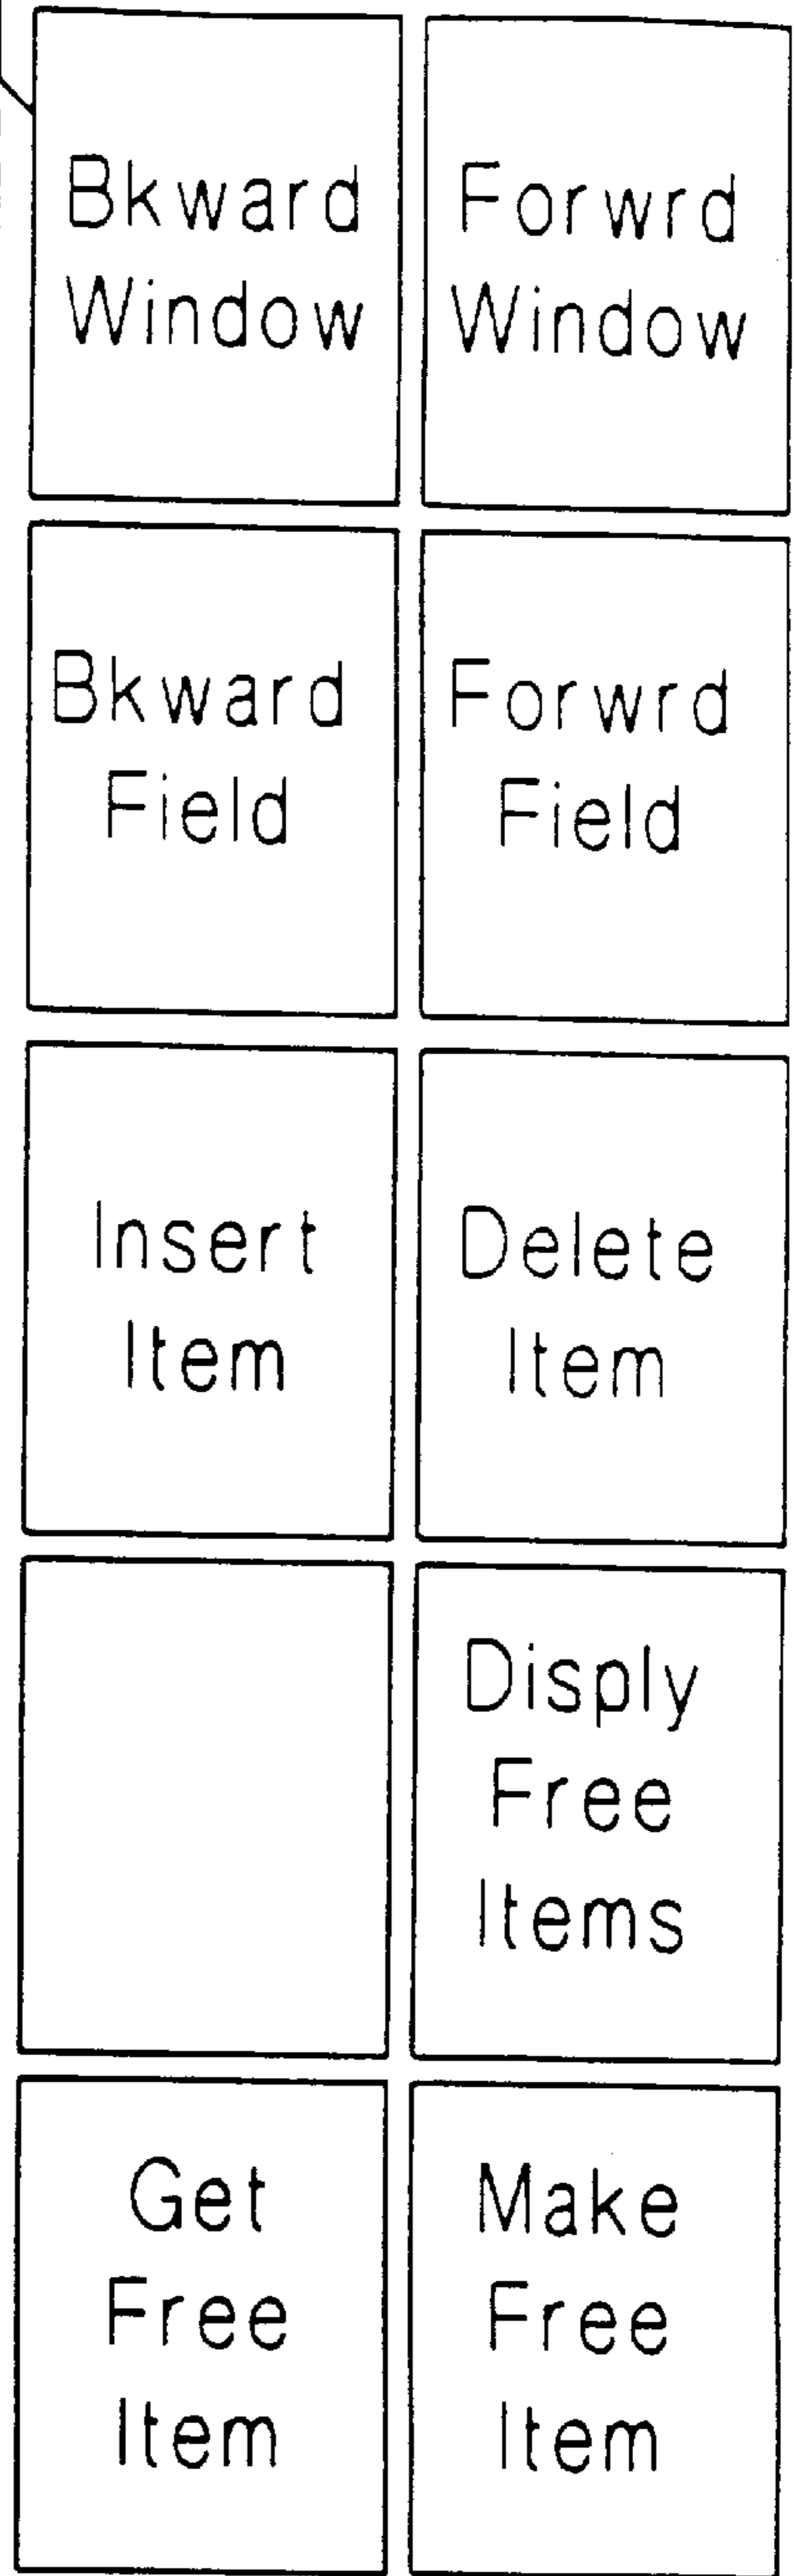 Bkward
Window
Forwrd
Window
Bkward
Field
Forwrd
Field
Insert
Item
Delete
Item
Disply
Free
Items
Get
Free
Item
Make
Free
Item